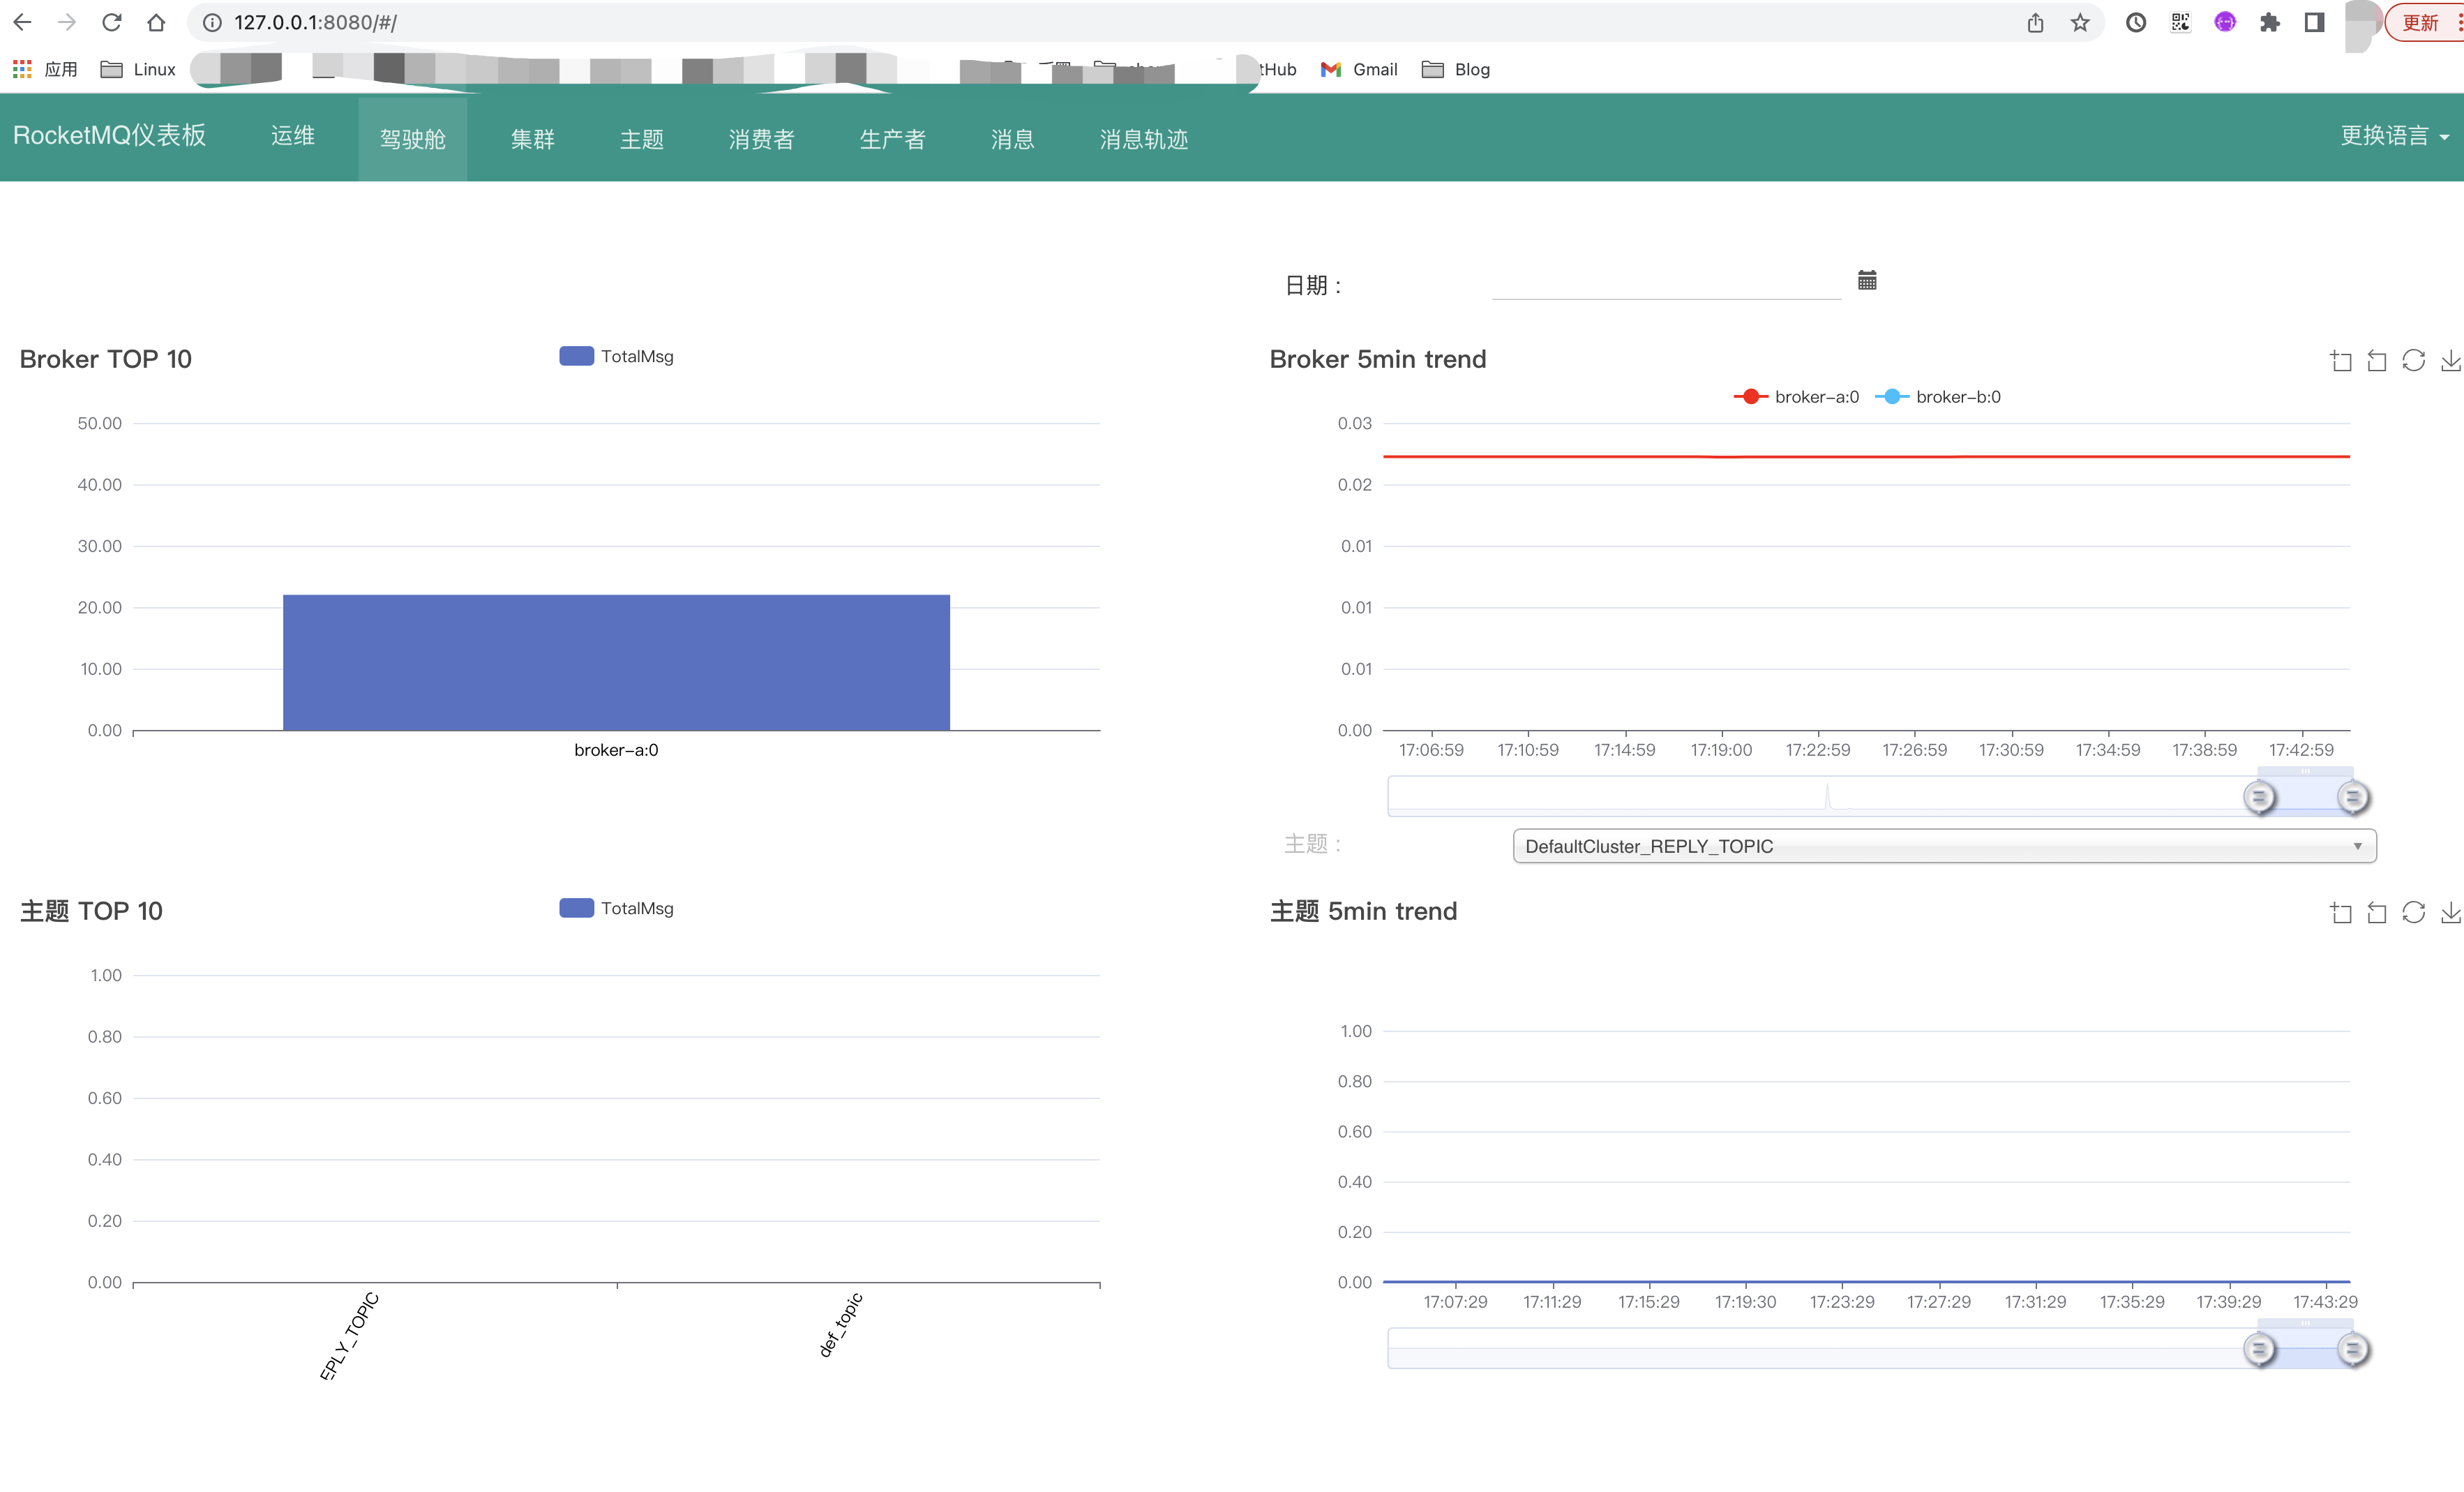 127.0.0.1:8080/#/
更新
应用 Linux tHub Gmail Blog
RocketMQ仪表板 运维 驾驶舱 集群 主题 消费者 生产者 消息 消息轨迹 更换语言
日期：
Broker TOP 10
TotalMsg
50.00
40.00
30.00
20.00
10.00
0.00
broker-a:0
Broker 5min trend
broker-a:0 broker-b:0
0.03
0.02
0.01
0.01
0.01
0.00
17:06:59 17:10:59 17:14:59 17:19:00 17:22:59 17:26:59 17:30:59 17:34:59 17:38:59 17:42:59
主题：
DefaultCluster_REPLY_TOPIC
主题 TOP 10
TotalMsg
1.00
0.80
0.60
0.40
0.20
0.00
EPLY_TOPIC
def_topic
主题 5min trend
1.00
0.80
0.60
0.40
0.20
0.00
17:07:29 17:11:29 17:15:29 17:19:30 17:23:29 17:27:29 17:31:29 17:35:29 17:39:29 17:43:29